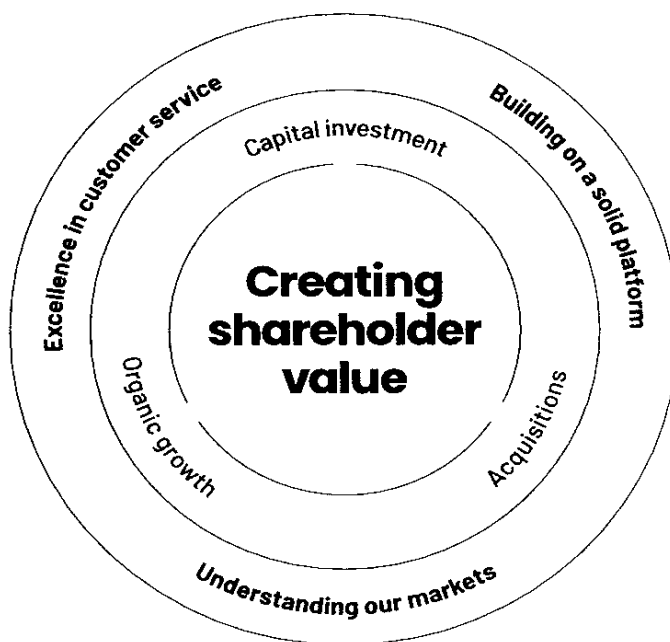 Excellence in customer service
Building on a solid platform
Capital investment
Creating
shareholder
value
Organic growth
Acquisitions
Understanding our markets